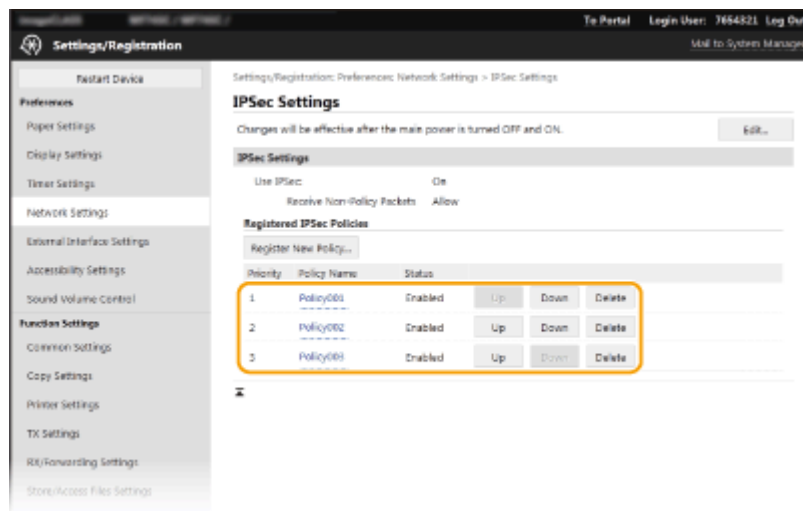 To Portal Login User: 7654321 Log Ou
Settings/Registration
Mail to System Manage
Restart Device
Preferences
Paper Settings
Display Settings
Timer Settings
Network Settings
External Interface Settings
Accessibility Settings
Sound Volume Control
Function Settings
Common Settings
Copy Settings
Printer Settings
TX Settings
RX/Forwarding Settings
Store/Access Files Settings
Settings/Registration: Preferences: Network Settings > IPSec Settings
IPSec Settings
Changes will be effective after the main power is turned OFF and ON.
Edit...
IPSec Settings
Use IPSec: On
Receive Non-Policy Packets Allow
Registered IPSec Policies
Register New Policy...
Priority Policy Name Status
1 Policy001 Enabled Up Down Delete
2 Policy002 Enabled Up Down Delete
3 Policy003 Enabled Up Down Delete